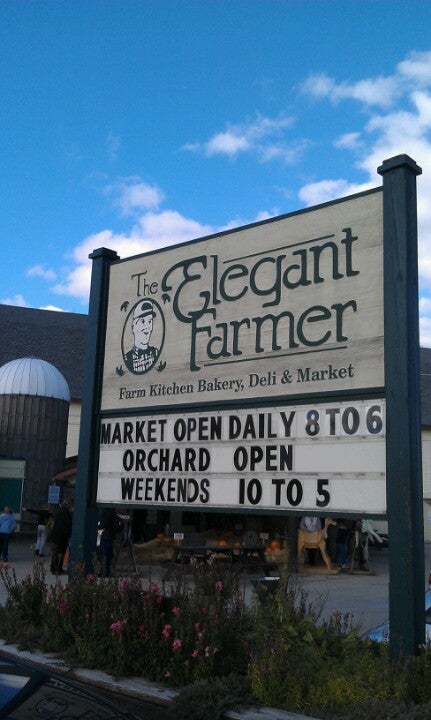 The
Elegant
Farmer
Farm Kitchen Bakery, Deli & Market
MARKET OPEN DAILY 8 TO 6
ORCHARD OPEN
WEEKENDS 10 TO 5